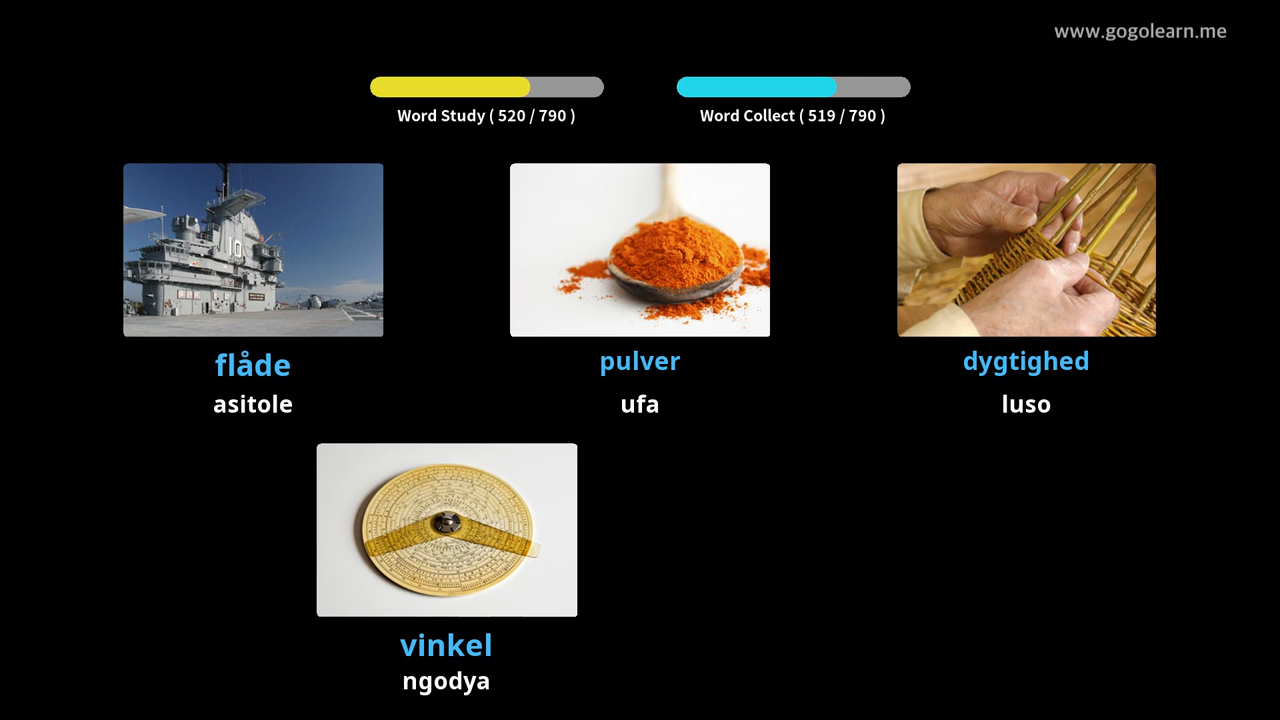 www.gogolearn.me
Word Study ( 520 / 790 )
Word Collect ( 519 / 790 )
10
flåde
pulver
dygtighed
asitole
ufa
luso
vinkel
ngodya